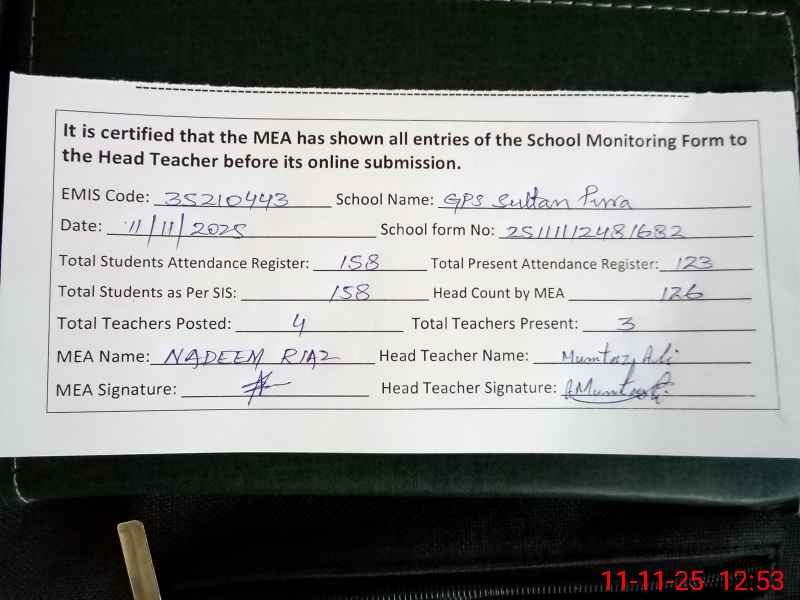 It is certified that the MEA has shown all entries of the School Monitoring Form to
the Head Teacher before its online submission.
EMIS Code: 35210443 School Name: GPS Sultan Purra
Date: 11/11/2025 School form No: 25111112481682
Total Students Attendance Register: 158 Total Present Attendance Register: 123
Total Students as Per SIS: 158 Head Count by MEA 126
Total Teachers Posted: 4 Total Teachers Present: 3
MEA Name: NADEEM RIAZ Head Teacher Name: Mumtaz Ali
MEA Signature: Head Teacher Signature:
11-11-25 12:53